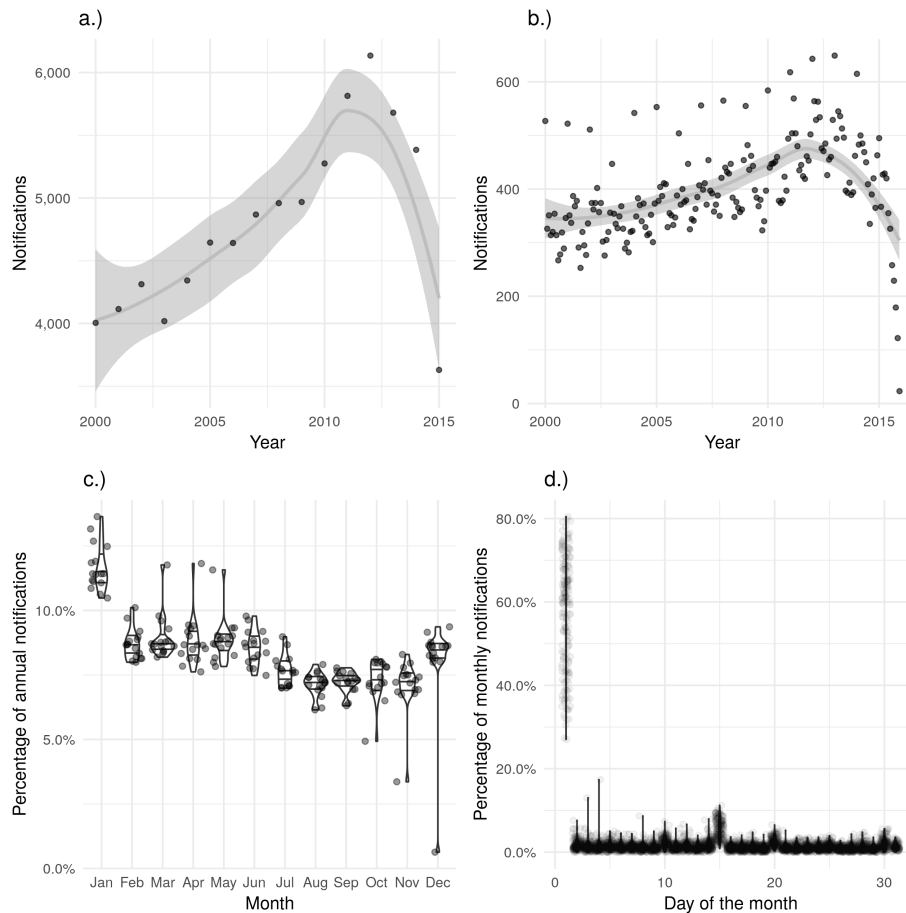 a.)
Notifications
6,000
5,000
4,000
2000 2005 2010 2015
Year
b.)
Notifications
600
400
200
0
2000 2005 2010 2015
Year
c.)
Percentage of annual notifications
10.0%
5.0%
0.0%
Jan Feb Mar Apr May Jun Jul Aug Sep Oct Nov Dec
Month
d.)
Percentage of monthly notifications
80.0%
60.0%
40.0%
20.0%
0.0%
0 10 20 30
Day of the month